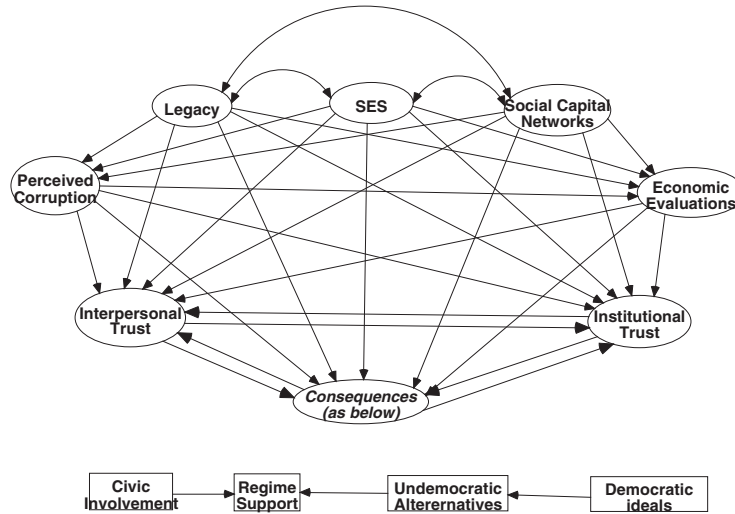 Legacy
SES
Social Capital
Networks
Perceived
Corruption
Economic
Evaluations
Interpersonal
Trust
Institutional
Trust
Consequences
(as below)
Civic
Involvement
Regime
Support
Undemocratic
Alterernatives
Democratic
ideals